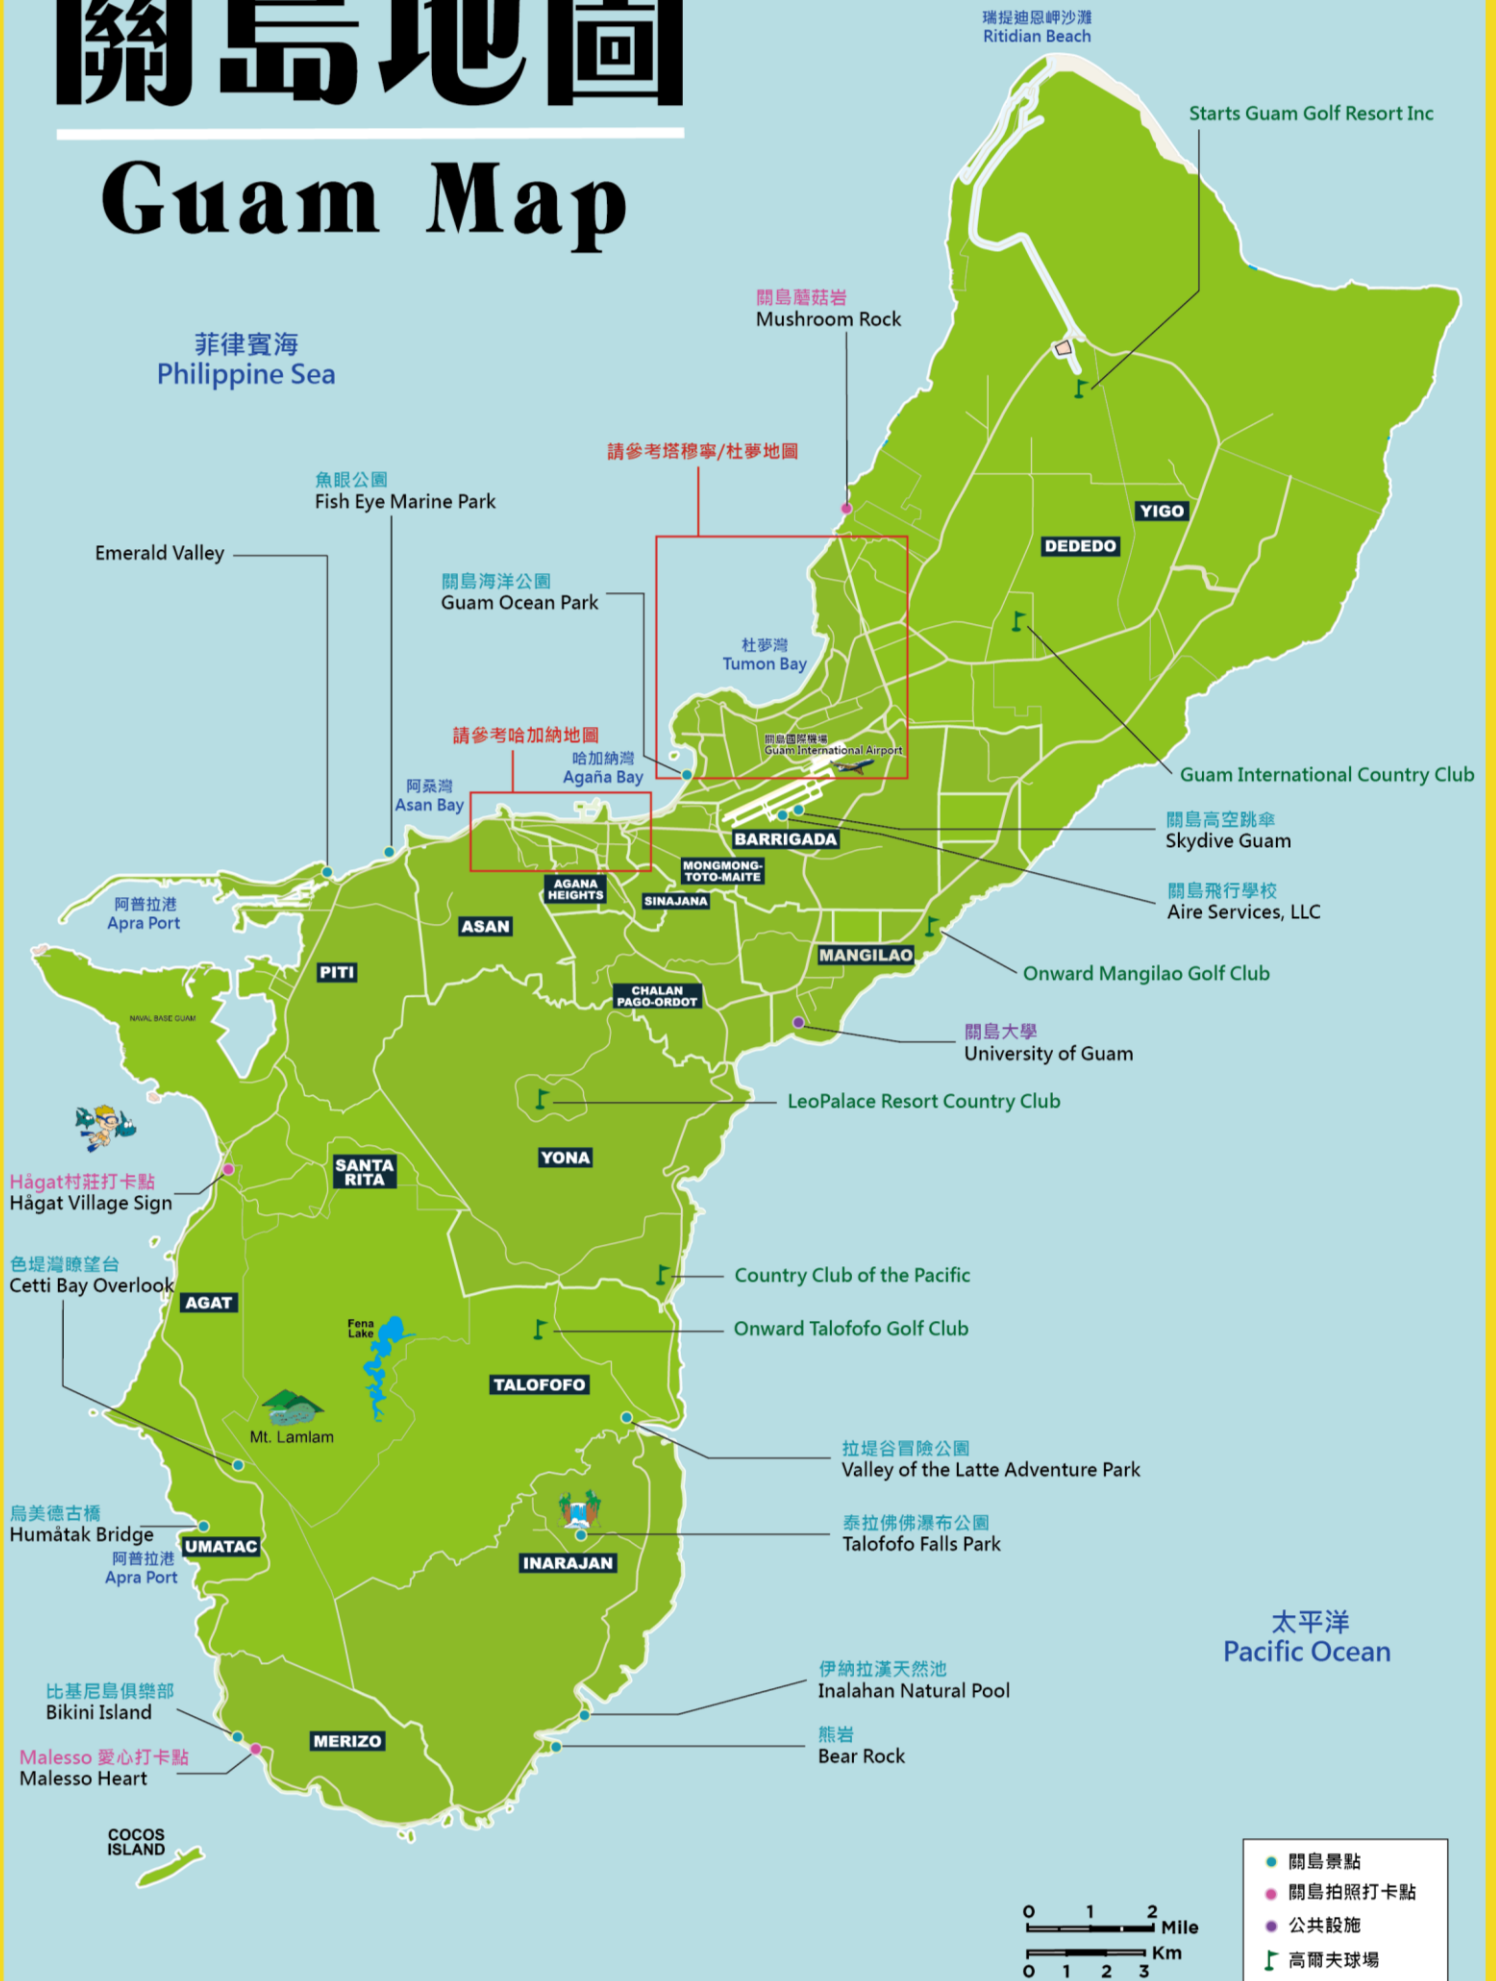 關島地圖
Guam Map
瑞提迪恩岬沙灘
Ritidian Beach
Starts Guam Golf Resort Inc
關島蘑菇岩
Mushroom Rock
菲律賓海
Philippine Sea
請參考塔穆寧/杜夢地圖
魚眼公園
Fish Eye Marine Park
YIGO
DEDEDO
Emerald Valley
關島海洋公園
Guam Ocean Park
杜夢灣
Tumon Bay
請參考哈加納地圖
哈加納灣
Agaña Bay
關島國際機場
Guam International Airport
Guam International Country Club
阿桑灣
Asan Bay
關島高空跳傘
Skydive Guam
BARRIGADA
MONGMONG-
TOTO-MAITE
AGANA
HEIGHTS
SINAJANA
關島飛行學校
Aire Services, LLC
阿普拉港
Apra Port
ASAN
MANGILAO
PITI
Onward Mangilao Golf Club
CHALAN
PAGO-ORDOT
NAVAL BASE GUAM
關島大學
University of Guam
LeoPalace Resort Country Club
YONA
SANTA
RITA
Hågat村莊打卡點
Hågat Village Sign
色堤灣瞭望台
Cetti Bay Overlook
Country Club of the Pacific
AGAT
Fena
Lake
Onward Talofofo Golf Club
TALOFOFO
Mt. Lamlam
拉堤谷冒險公園
Valley of the Latte Adventure Park
烏美德古橋
Humåtak Bridge
泰拉佛佛瀑布公園
Talofofo Falls Park
UMATAC
阿普拉港
Apra Port
INARAJAN
太平洋
Pacific Ocean
伊納拉漢天然池
Inalahan Natural Pool
比基尼島俱樂部
Bikini Island
熊岩
Bear Rock
MERIZO
Malesso 愛心打卡點
Malesso Heart
COCOS
ISLAND
關島景點
關島拍照打卡點
公共設施
高爾夫球場
0 1 2
Mile
Km
0 1 2 3